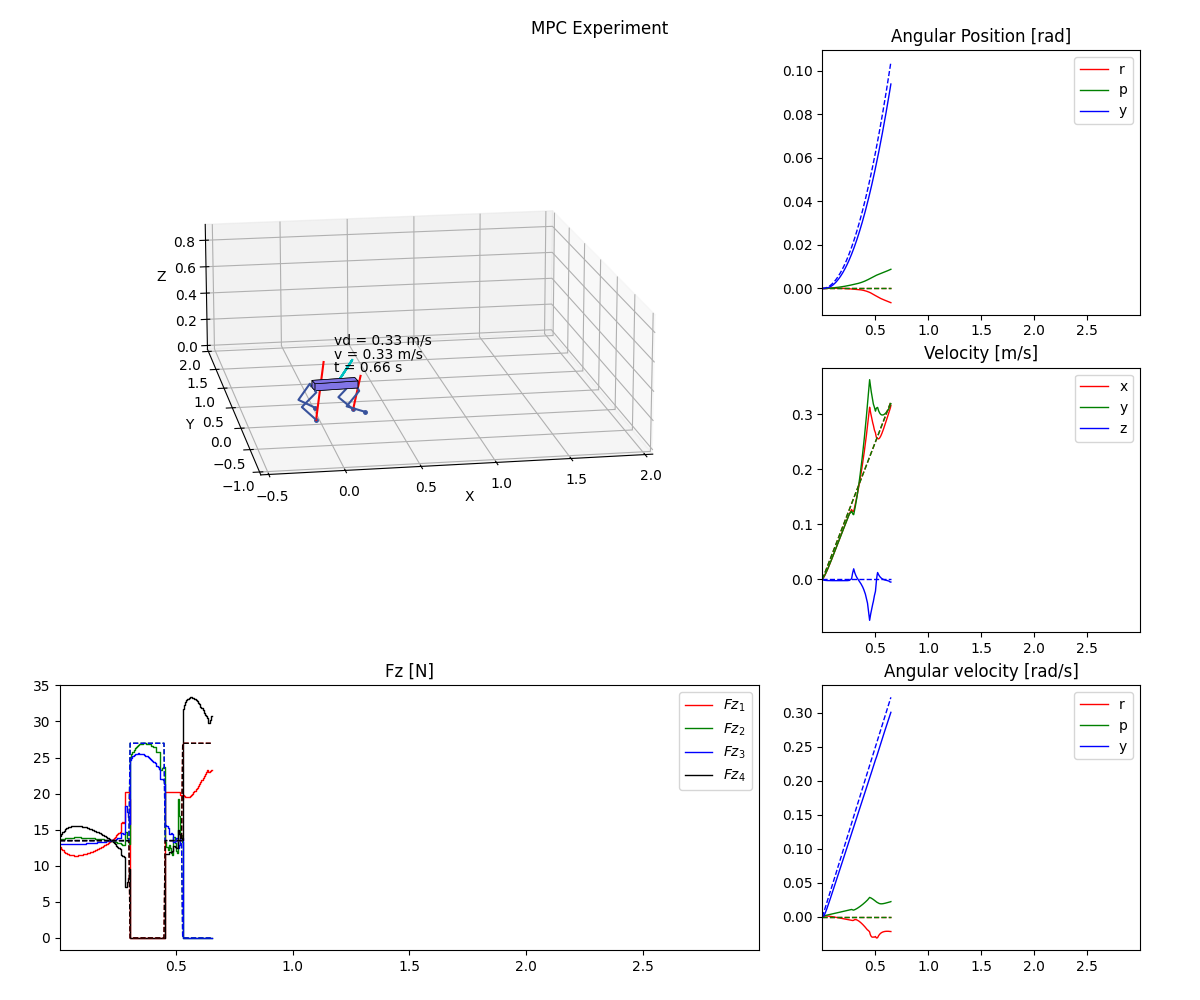 MPC Experiment
Z
0.8
0.6
0.4
0.2
0.0
2.0
1.5
1.0
Y 0.5
0.0
−0.5
−1.0
−0.5
0.0
0.5
1.0
1.5
2.0
X
vd = 0.33 m/s
v = 0.33 m/s
t = 0.66 s
Angular Position [rad]
0.10
0.08
0.06
0.04
0.02
0.00
0.5 1.0 1.5 2.0 2.5
r
p
y
Velocity [m/s]
0.3
0.2
0.1
0.0
0.5 1.0 1.5 2.0 2.5
x
y
z
Fz [N]
35
30
25
20
15
10
5
0
0.5 1.0 1.5 2.0 2.5
Fz1
Fz2
Fz3
Fz4
Angular velocity [rad/s]
0.30
0.25
0.20
0.15
0.10
0.05
0.00
0.5 1.0 1.5 2.0 2.5
r
p
y